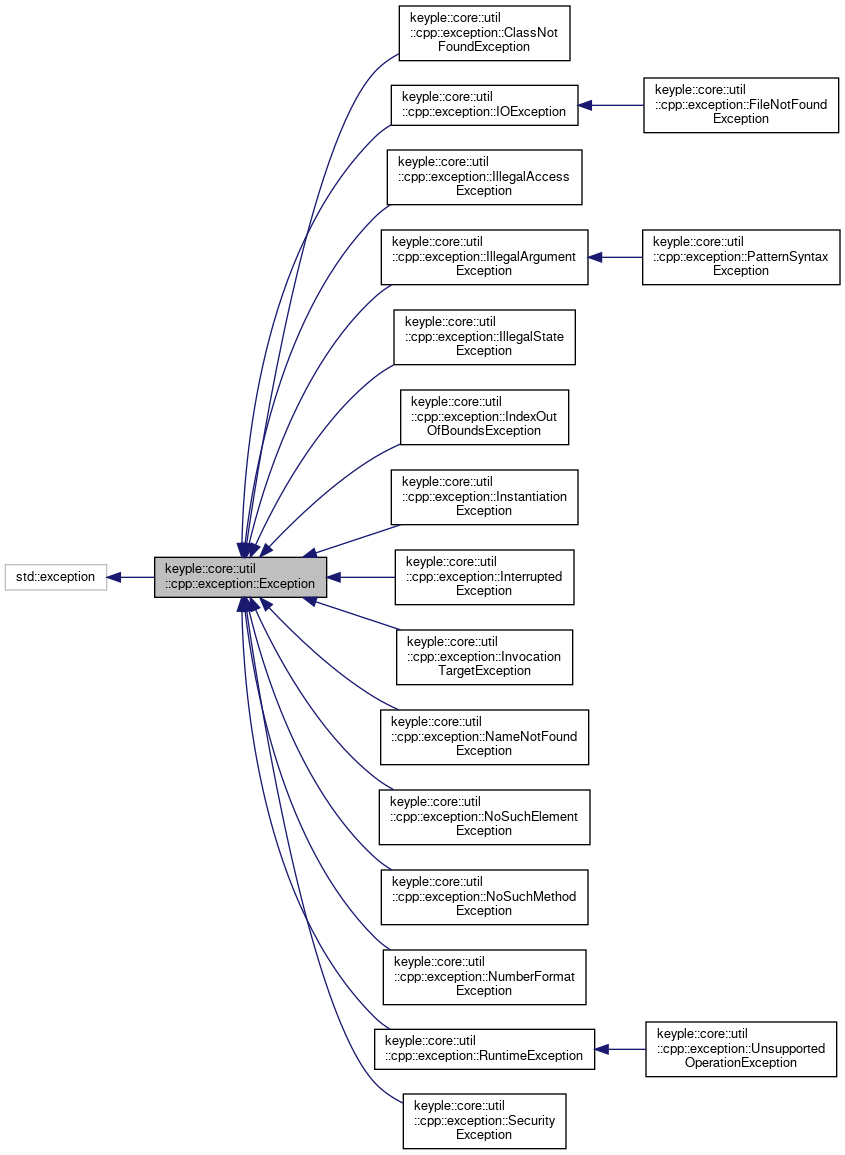 keyple::core::util
::cpp::exception::ClassNot
FoundException
keyple::core::util
::cpp::exception::IOException
keyple::core::util
::cpp::exception::FileNotFound
Exception
keyple::core::util
::cpp::exception::IllegalAccess
Exception
keyple::core::util
::cpp::exception::IllegalArgument
Exception
keyple::core::util
::cpp::exception::PatternSyntax
Exception
keyple::core::util
::cpp::exception::IllegalState
Exception
keyple::core::util
::cpp::exception::IndexOut
OfBoundsException
keyple::core::util
::cpp::exception::Instantiation
Exception
std::exception
keyple::core::util
::cpp::exception::Exception
keyple::core::util
::cpp::exception::Interrupted
Exception
keyple::core::util
::cpp::exception::Invocation
TargetException
keyple::core::util
::cpp::exception::NameNotFound
Exception
keyple::core::util
::cpp::exception::NoSuchElement
Exception
keyple::core::util
::cpp::exception::NoSuchMethod
Exception
keyple::core::util
::cpp::exception::NumberFormat
Exception
keyple::core::util
::cpp::exception::RuntimeException
keyple::core::util
::cpp::exception::Unsupported
OperationException
keyple::core::util
::cpp::exception::Security
Exception